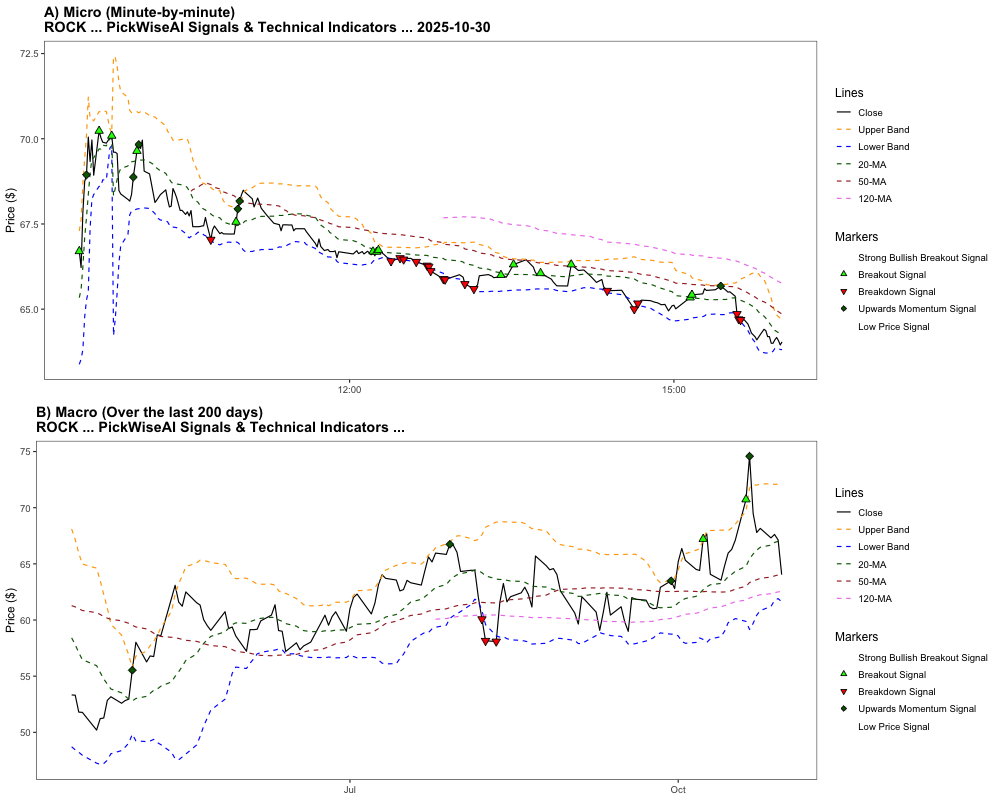 A) Micro (Minute-by-minute)
ROCK ... PickWiseAI Signals & Technical Indicators ... 2025-10-30
72.5
70.0
67.5
65.0
Price ($)
12:00
15:00
Lines
Close
Upper Band
Lower Band
20-MA
50-MA
120-MA
Markers
Strong Bullish Breakout Signal
Breakout Signal
Breakdown Signal
Upwards Momentum Signal
Low Price Signal
B) Macro (Over the last 200 days)
ROCK ... PickWiseAI Signals & Technical Indicators ...
75
70
65
60
55
50
Price ($)
Jul
Oct
Lines
Close
Upper Band
Lower Band
20-MA
50-MA
120-MA
Markers
Strong Bullish Breakout Signal
Breakout Signal
Breakdown Signal
Upwards Momentum Signal
Low Price Signal